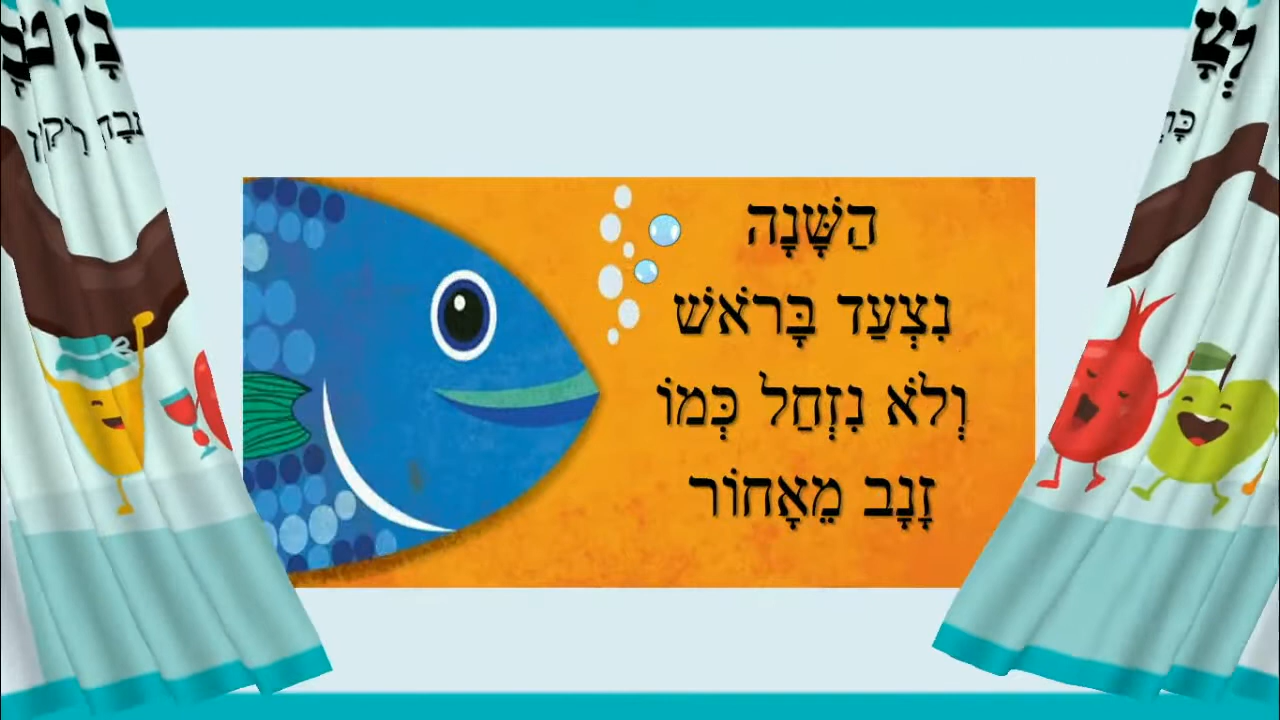 הַשָּׁנָה
נִצְעַד בָּרֹאשׁ
וְלֹא נִזְחַל כְּמוֹ
זָנָב מֵאָחוֹר